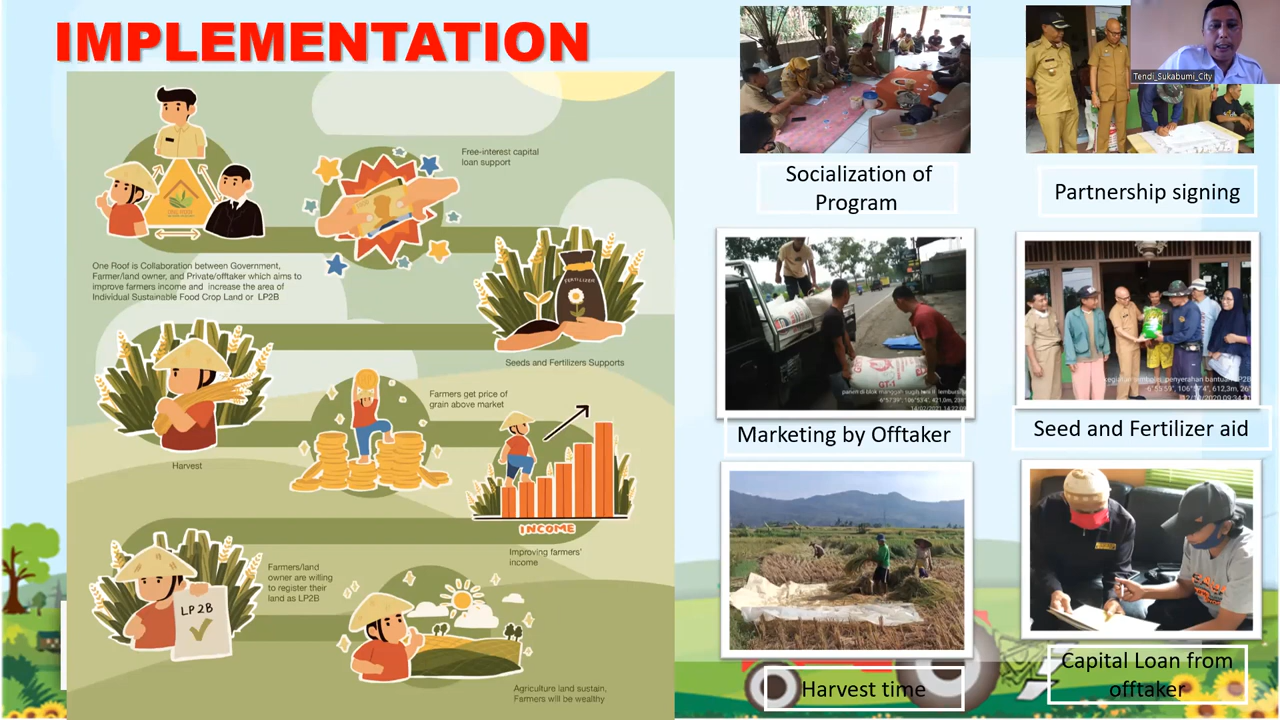 IMPLEMENTATION
Free-interest capital
loan support
One Roof is Collaboration between Government,
Farmer/land owner, and Private/offtaker which aims to
improve farmers income and increase the area of
Individual Sustainable Food Crop Land or LP2B
FERTILIZER
Seeds and Fertilizers Supports
Harvest
Farmers get price of
grain above market
INCOME
Improving farmers'
income
Farmers/land
owner are willing
to register their
land as LP2B
LP2B
Agriculture land sustain,
Farmers will be wealthy
Socialization of
Program
Tendi_Sukabumi_City
Partnership signing
Marketing by Offtaker
Seed and Fertilizer aid
Harvest time
Capital Loan from
offtaker